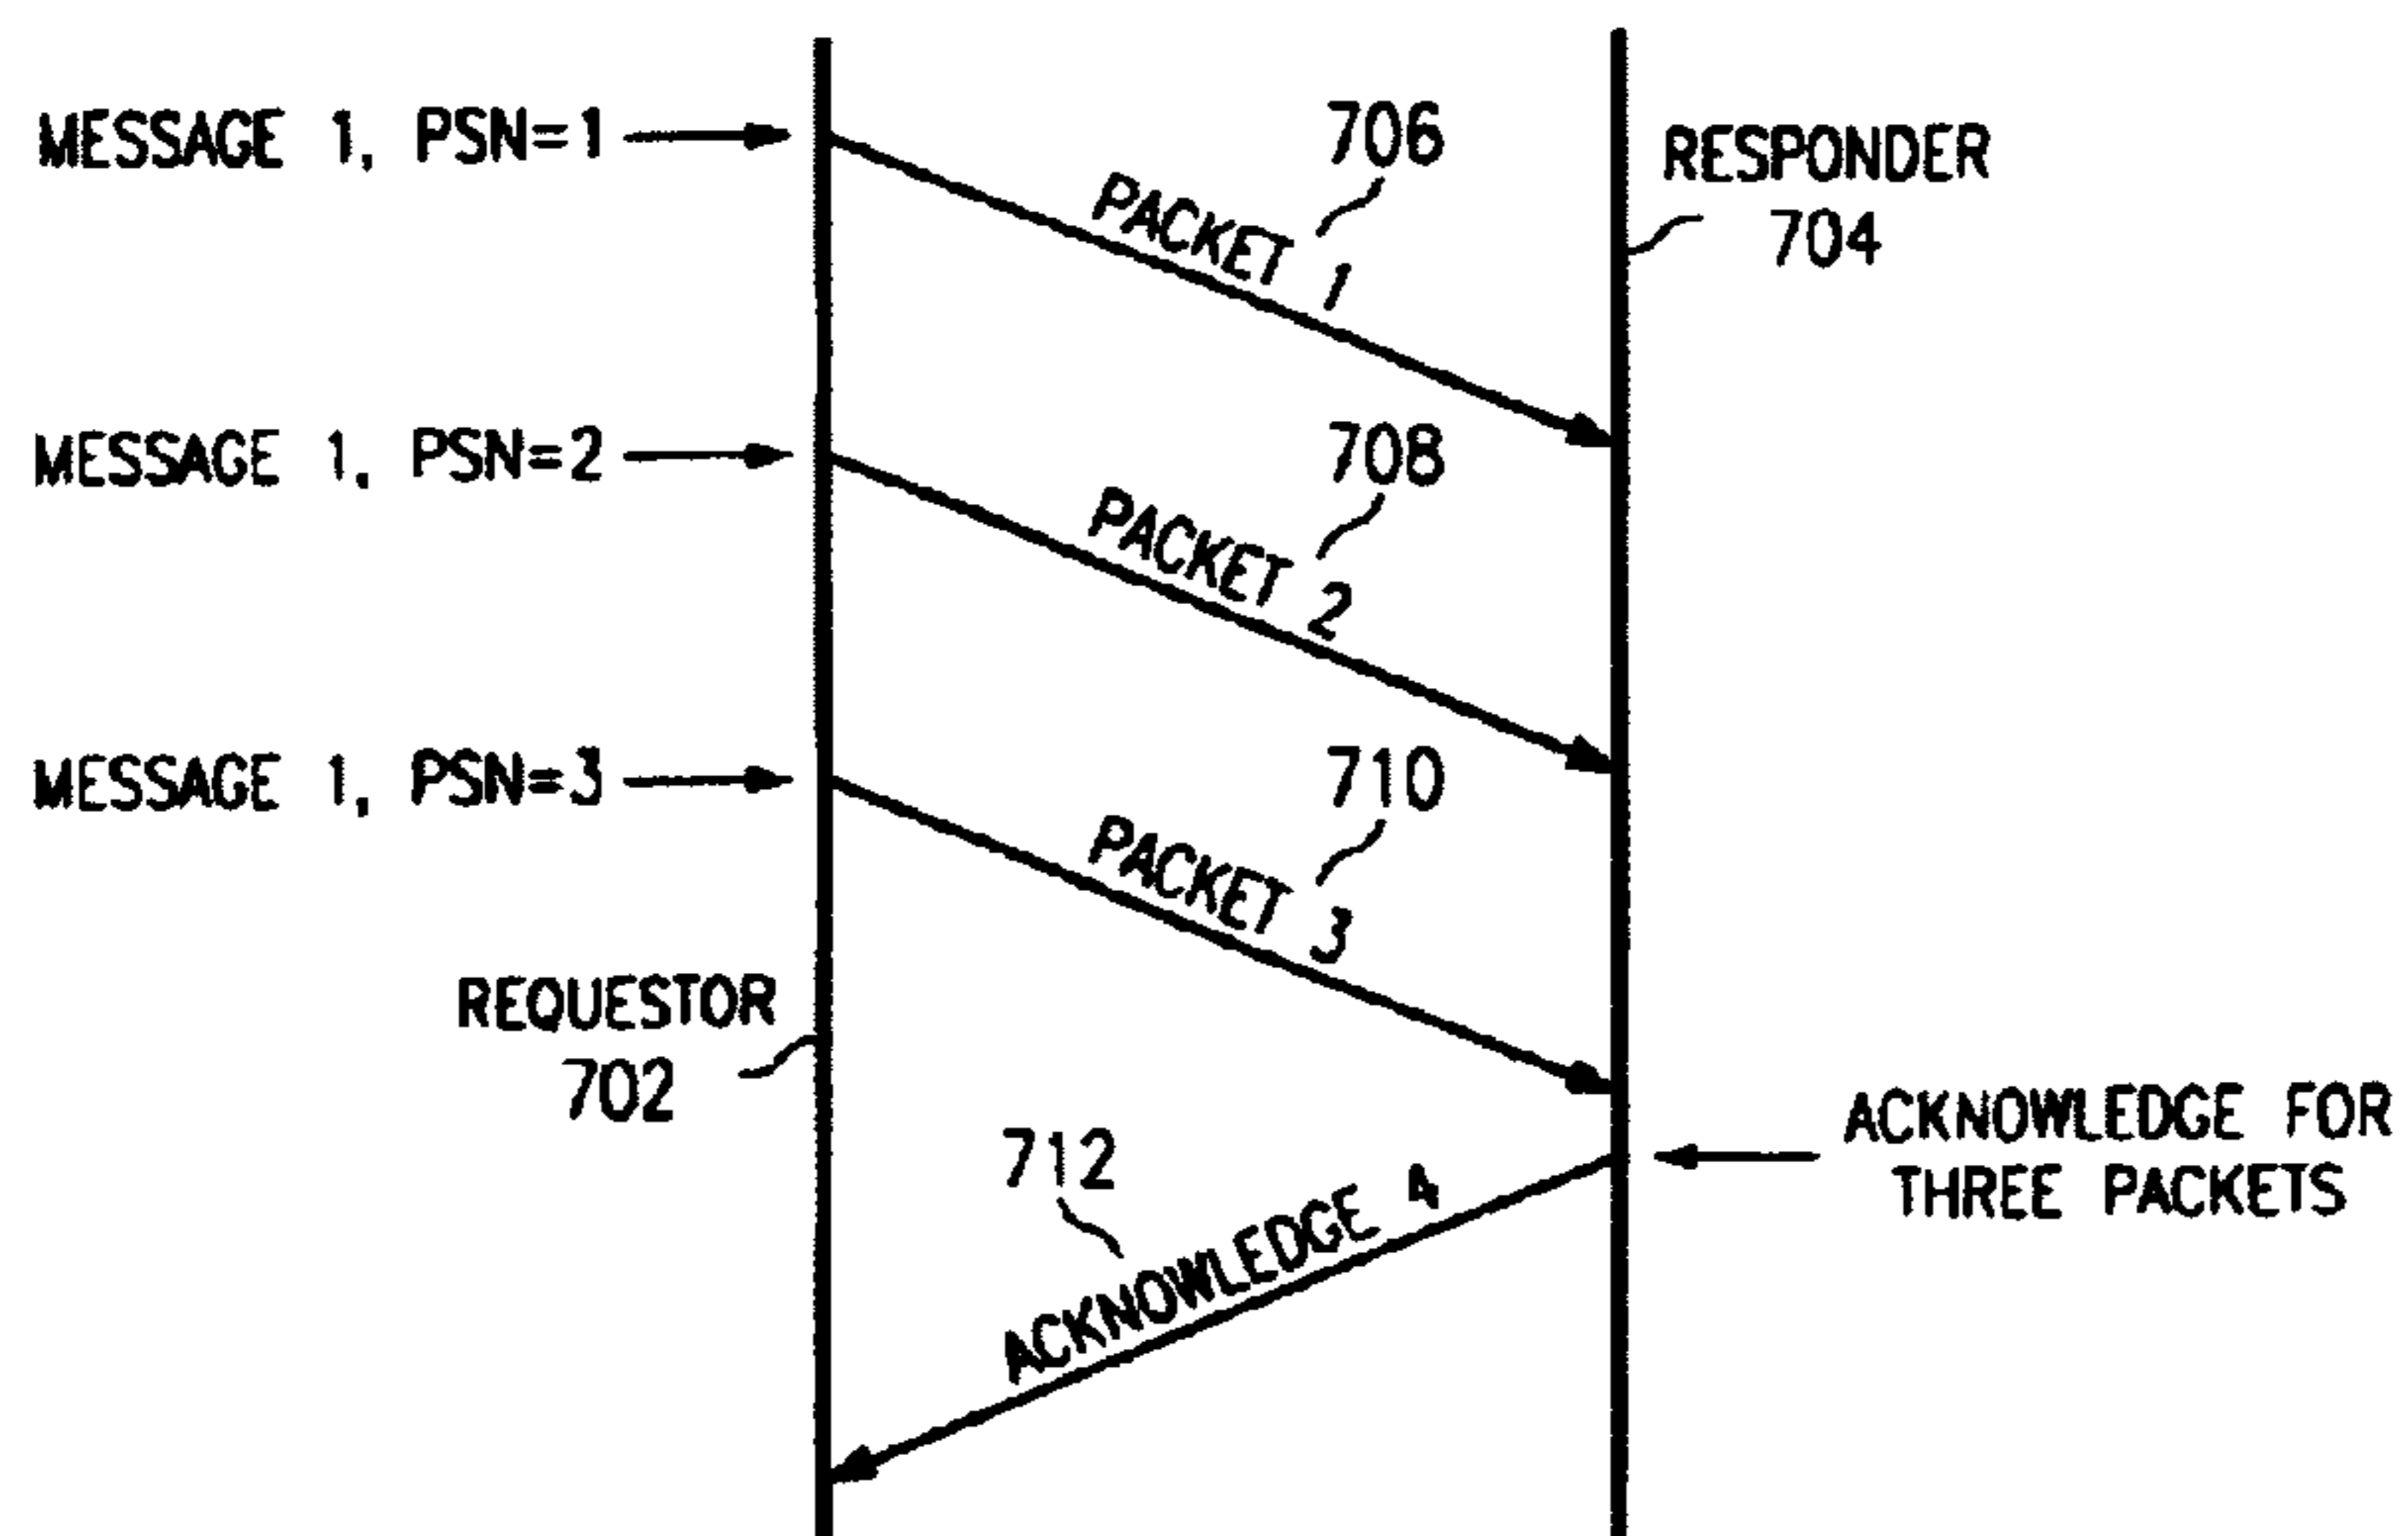 MESSAGE 1, PSN=1
706
RESPONDER
704
PACKET 1
MESSAGE 1, PSN=2
708
PACKET 2
MESSAGE 1, PSN=3
710
PACKET 3
REQUESTOR
702
712
ACKNOWLEDGE 4
ACKNOWLEDGE FOR
THREE PACKETS